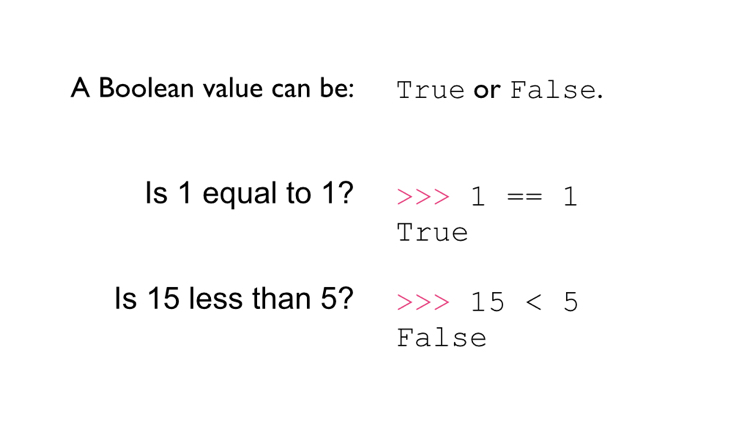 A Boolean value can be: True or False.
Is 1 equal to 1? >>> 1 == 1
True
Is 15 less than 5? >>> 15 < 5
False